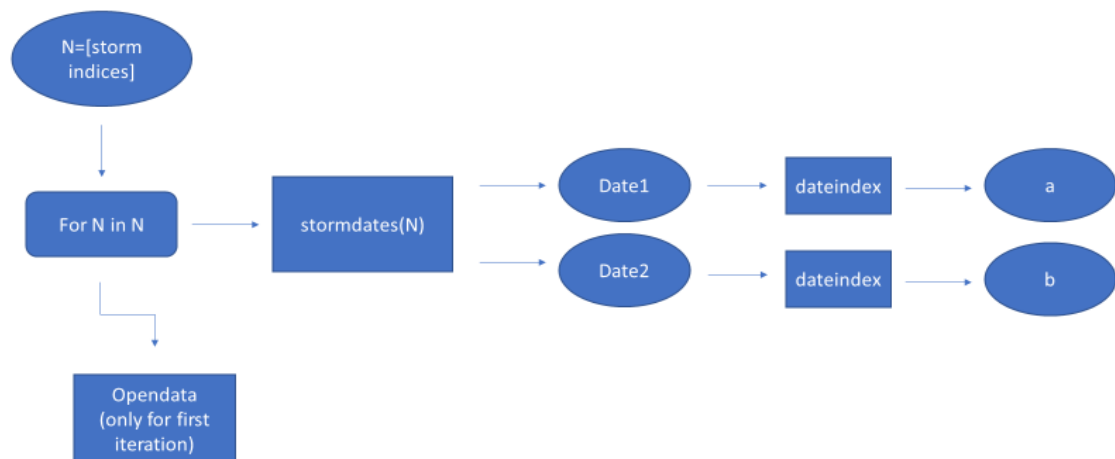 N=[storm
indices]
For N in N
stormdates(N)
Date1
dateindex
a
Date2
dateindex
b
Opendata
(only for first
iteration)